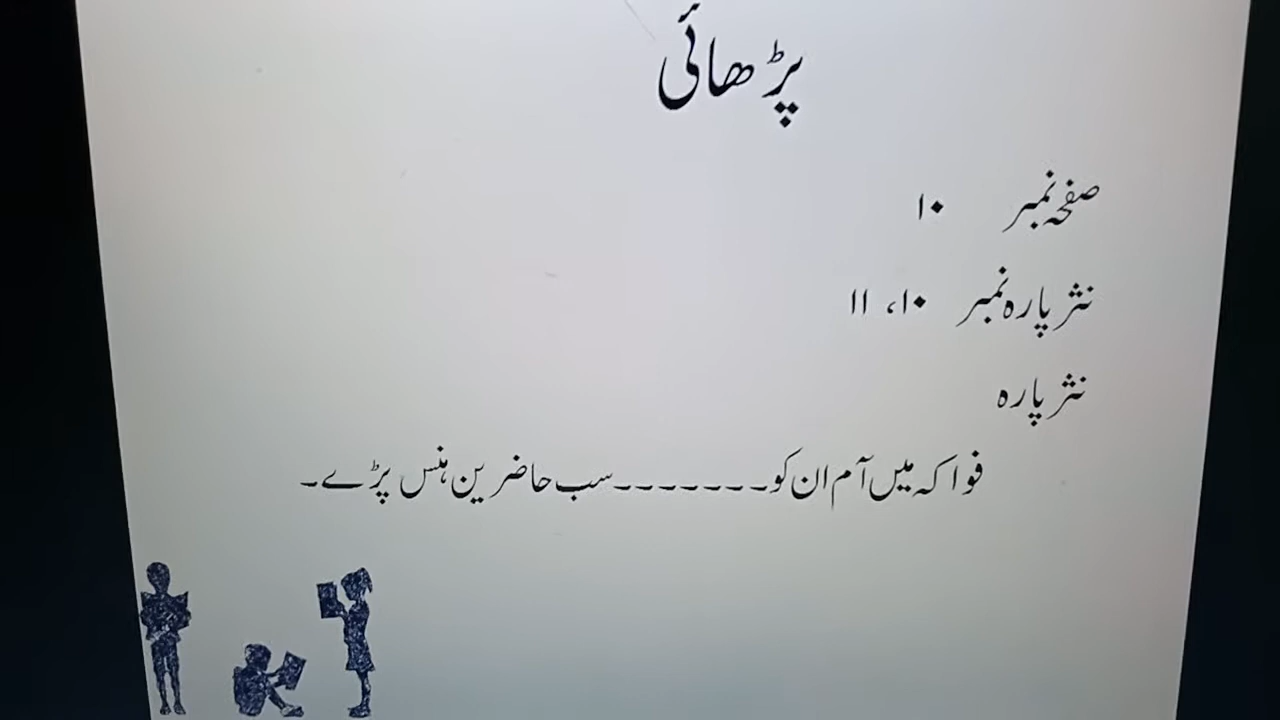 پڑھائی
صفحہ نمبر ۱۰
نثر پارہ نمبر ۱۰، ۱۱
نثر پارہ
فواکہ میں آم ان کو۔۔۔۔۔۔۔سب حاضرین ہنس پڑے۔